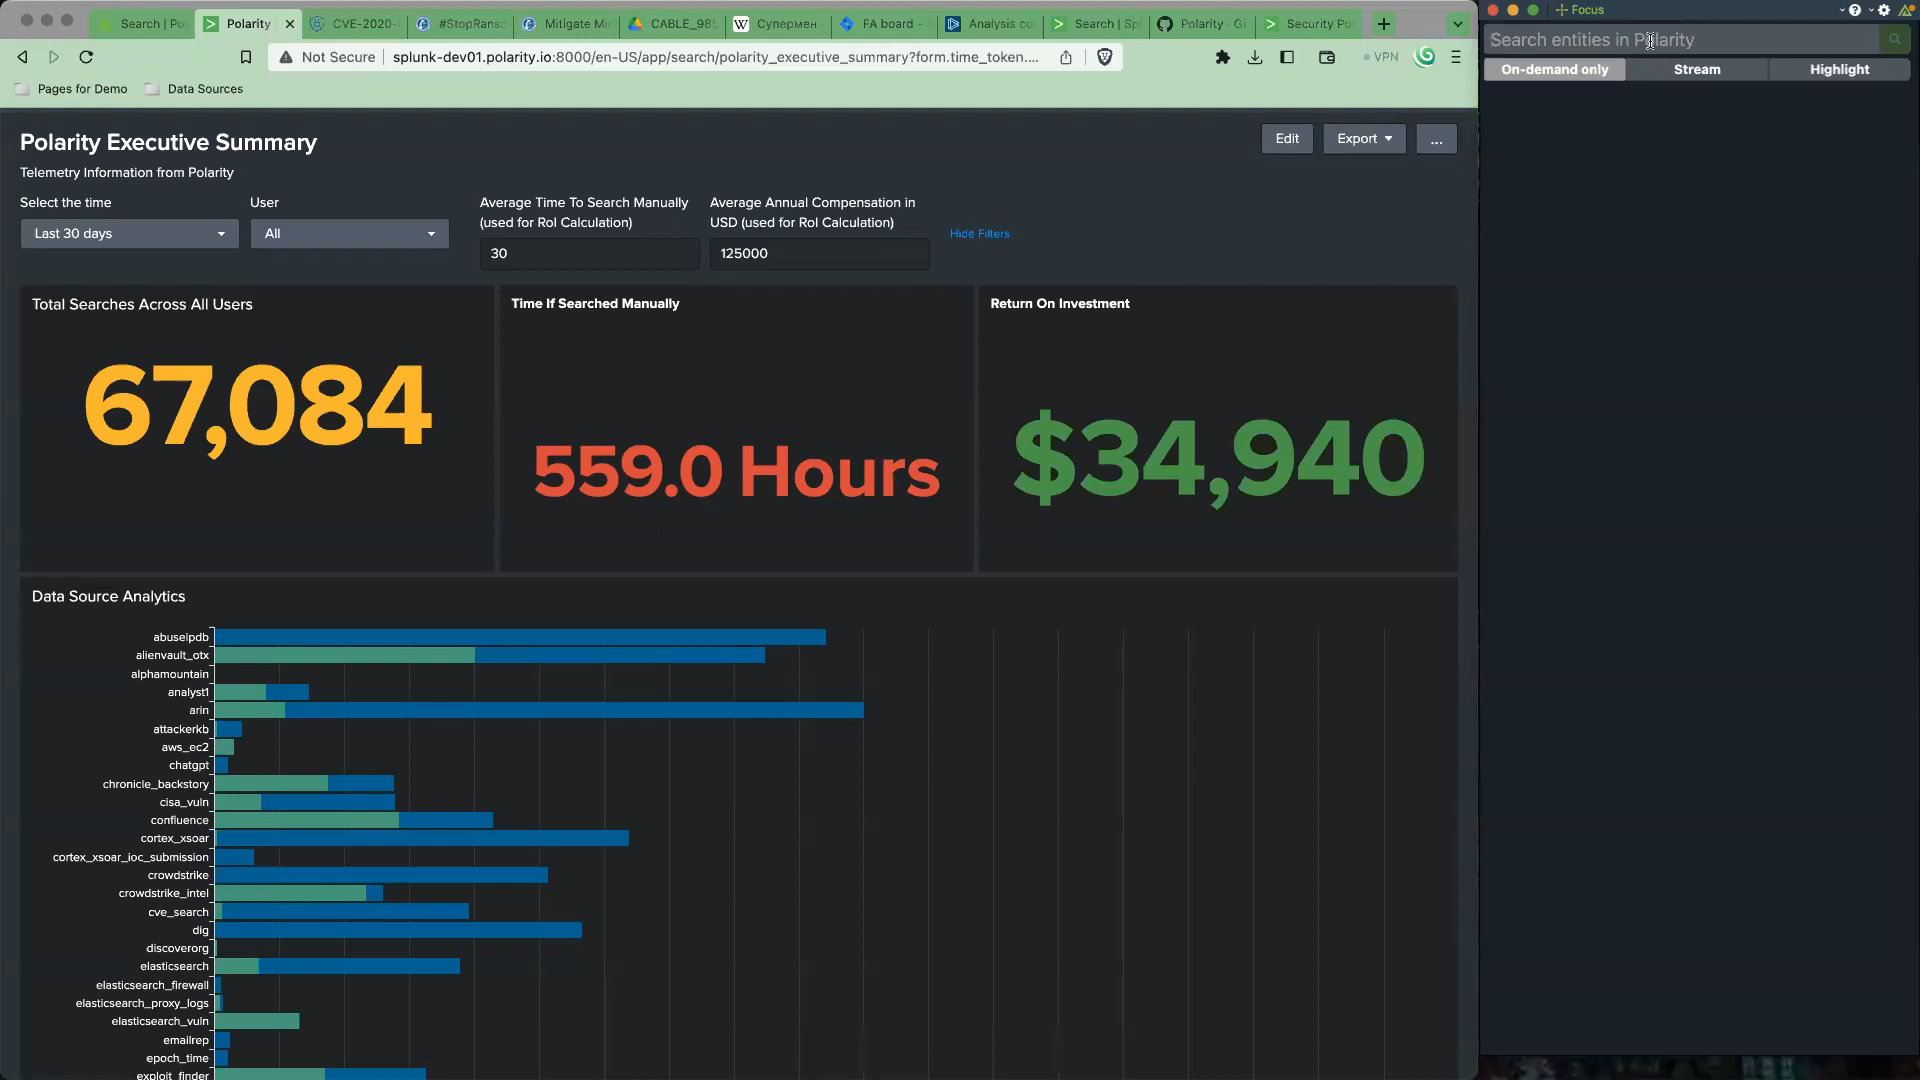 Search | Pol
Polarity
CVE-2020-
#StopRanso
Mitigate Mi
CABLE_985
Супермен
FA board -
Analysis co
Search | Spl
Polarity · Gi
Security Po
Focus
Not Secure
splunk-dev01.polarity.io:8000/en-US/app/search/polarity_executive_summary?form.time_token....
VPN
Search entities in Polarity
On-demand only
Stream
Highlight
Pages for Demo
Data Sources
Polarity Executive Summary
Edit
Export
...
Telemetry Information from Polarity
Select the time
Last 30 days
User
All
Average Time To Search Manually
(used for RoI Calculation)
30
Average Annual Compensation in
USD (used for RoI Calculation)
125000
Hide Filters
Total Searches Across All Users
67,084
Time If Searched Manually
559.0 Hours
Return On Investment
$34,940
Data Source Analytics
abuseipdb
alienvault_otx
alphamountain
analyst1
arin
attackerkb
aws_ec2
chatgpt
chronicle_backstory
cisa_vuln
confluence
cortex_xsoar
cortex_xsoar_ioc_submission
crowdstrike
crowdstrike_intel
cve_search
dig
discoverorg
elasticsearch
elasticsearch_firewall
elasticsearch_proxy_logs
elasticsearch_vuln
emailrep
epoch_time
exploit_finder